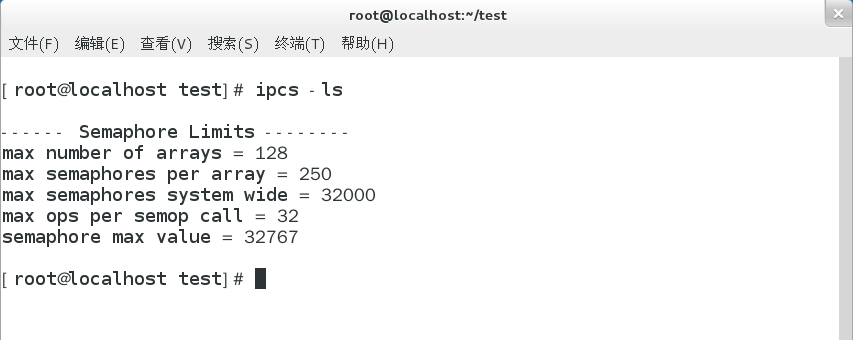 root@localhost:~/test
文件(F) 编辑(E) 查看(V) 搜索(S) 终端(T) 帮助(H)
[root@localhost test]# ipcs -ls
------ Semaphore Limits --------
max number of arrays = 128
max semaphores per array = 250
max semaphores system wide = 32000
max ops per semop call = 32
semaphore max value = 32767
[root@localhost test]#